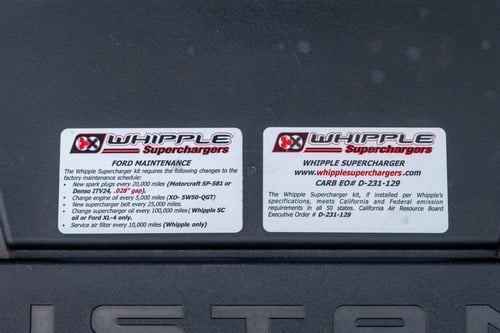 WHIPPLE
Superchargers
FORD MAINTENANCE
The Whipple Supercharger kit requires the following changes to the
factory maintenance schedule:
• New spark plugs every 20,000 miles (Motorcraft SP-581 or
Denso ITV24, .028" gap).
• Change engine oil every 5,000 miles (XO- 5W50-QGT)
• New supercharger belt every 25,000 miles.
• Change supercharger oil every 100,000 miles (Whipple SC
oil or Ford XL-4 only.
• Service air filter every 10,000 miles (Whipple only)
WHIPPLE
Superchargers
WHIPPLE SUPERCHARGER
www.whipplesuperchargers.com
CARB EO# D-231-129
The Whipple Supercharger kit, if installed per Whipple's
specifications, meets California and Federal emission
requirements in all 50 states. California Air Resource Board
Executive Order # D-231-129
USTAN